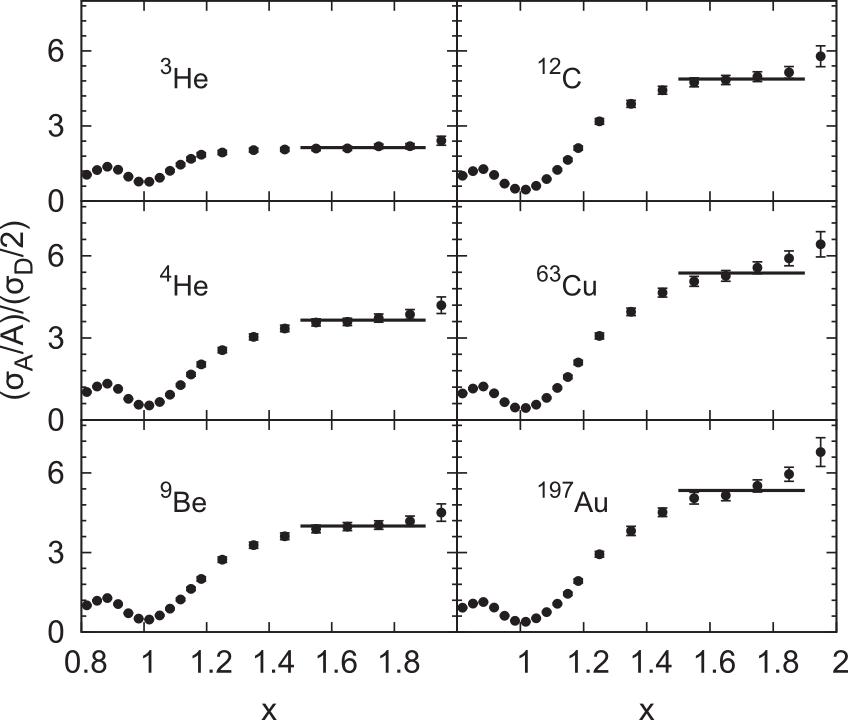 (σ_A/A)/(σ_D/2)
6
3
0
³He
¹²C
6
3
0
⁴He
⁶³Cu
6
3
0
⁹Be
¹⁹⁷Au
0.8 1 1.2 1.4 1.6 1.8 1 1.2 1.4 1.6 1.8 2
x x